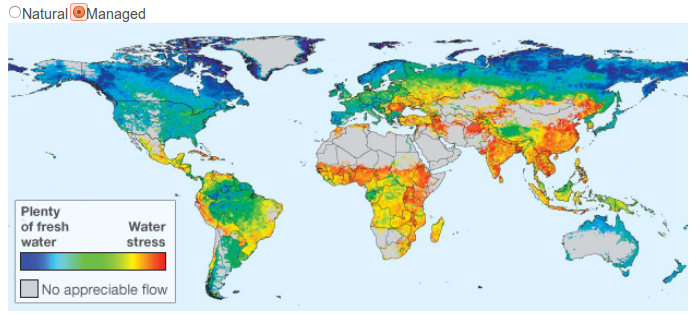 Natural Managed
Plenty
of fresh
water
Water
stress
No appreciable flow